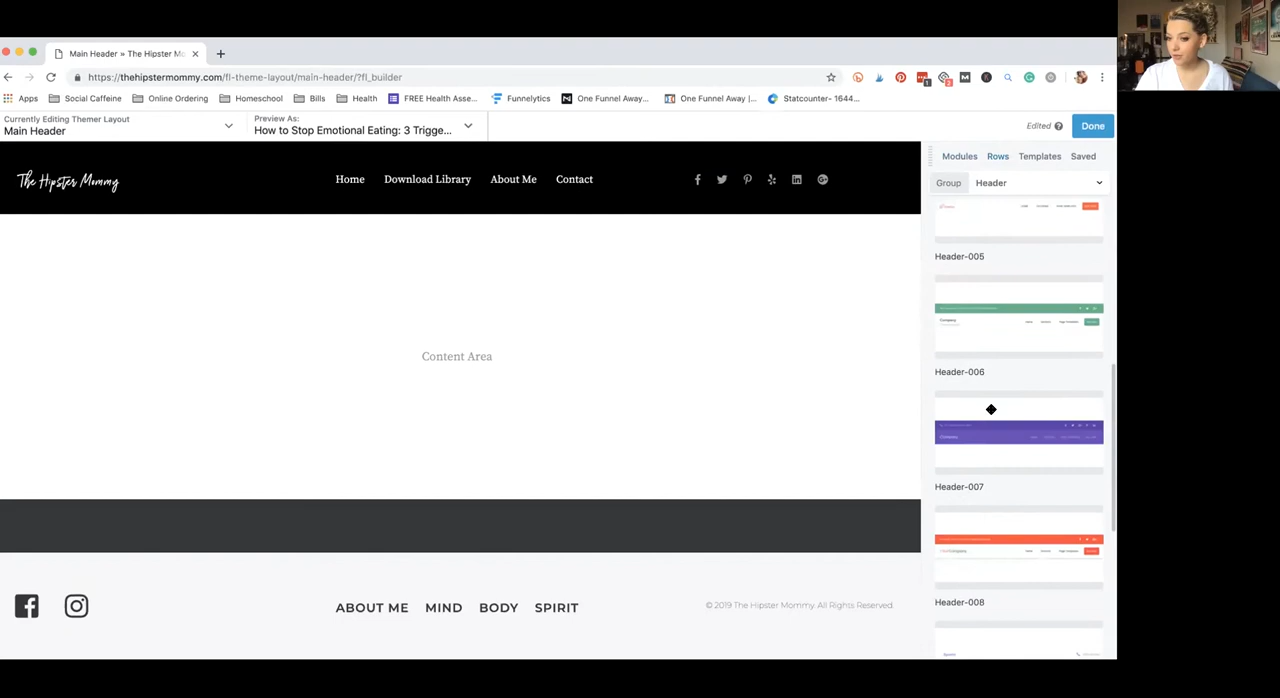 Main Header » The Hipster Mo
https://thehipstermommy.com/fl-theme-layout/main-header/?fl_builder
Apps Social Caffeine Online Ordering Homeschool Bills Health FREE Health Asse... Funnelytics One Funnel Away... One Funnel Away |... Statcounter- 1644...
Currently Editing Themer Layout
Main Header
Preview As:
How to Stop Emotional Eating: 3 Trigge...
Edited
Done
The Hipster Mommy
Home Download Library About Me Contact
Modules Rows Templates Saved
Group Header
Header-005
Header-006
Header-007
Header-008
Content Area
ABOUT ME MIND BODY SPIRIT
© 2019 The Hipster Mommy. All Rights Reserved.